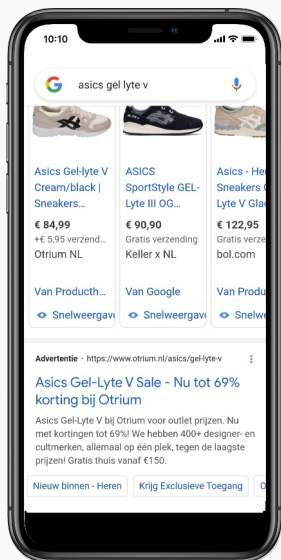 10:10
asics gel lyte v
Asics Gel-lyte V
Cream/black |
Sneakers...
€ 84,99
+€ 5,95 verzend...
Otrium NL
Van Producth...
Snelweergav
ASICS
SportStyle GEL-
Lyte III OG...
€ 90,90
Gratis verzending
Keller x NL
Van Google
Snelweergav
Asics - He
Sneakers
Lyte V Gla
€ 122,95
Gratis verze
bol.com
Van Produ
Snelwe
Advertentie · https://www.otrium.nl/asics/gel-lyte-v
Asics Gel-Lyte V Sale - Nu tot 69%
korting bij Otrium
Asics Gel-Lyte V bij Otrium voor outlet prijzen. Nu
met kortingen tot 69%! We hebben 400+ designer- en
cultmerken, allemaal op één plek, tegen de laagste
prijzen! Gratis thuis vanaf €150.
Nieuw binnen - Heren
Krijg Exclusieve Toegang